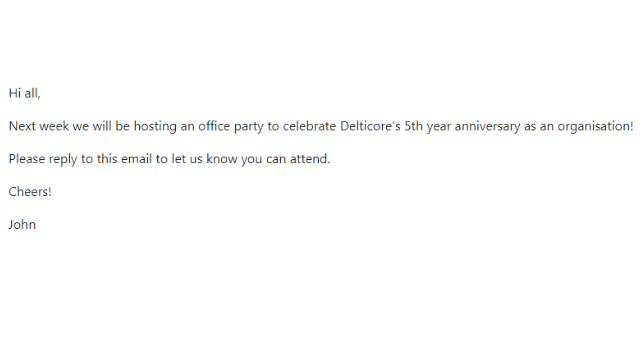 Hi all,
Next week we will be hosting an office party to celebrate Delticore's 5th year anniversary as an organisation!
Please reply to this email to let us know you can attend.
Cheers!
John